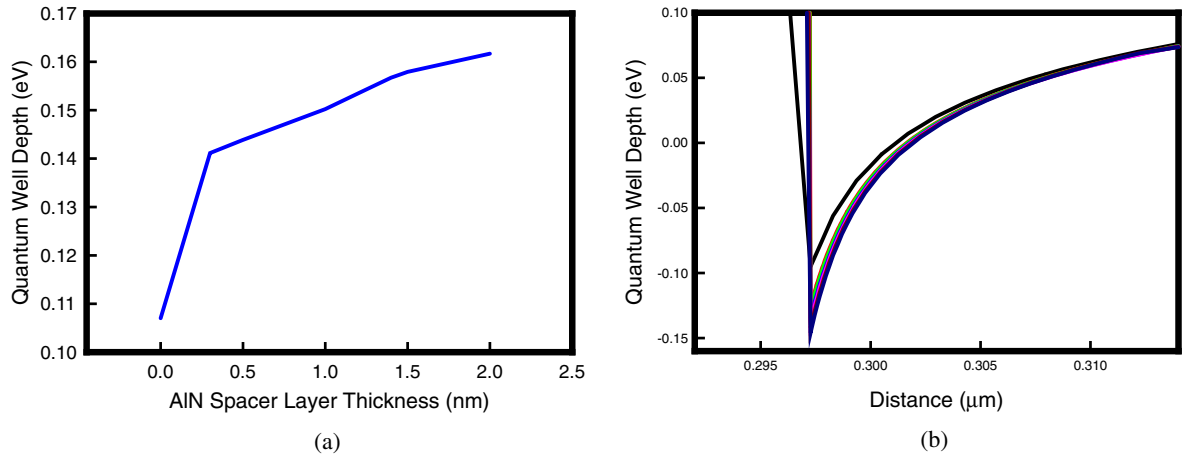 0.17
0.16
0.15
0.14
0.13
0.12
0.11
0.10
Quantum Well Depth (eV)
0.0 0.5 1.0 1.5 2.0 2.5
AlN Spacer Layer Thickness (nm)
(a)
0.10
0.05
0.00
-0.05
-0.10
-0.15
Quantum Well Depth (eV)
0.295 0.300 0.305 0.310
Distance (μm)
(b)